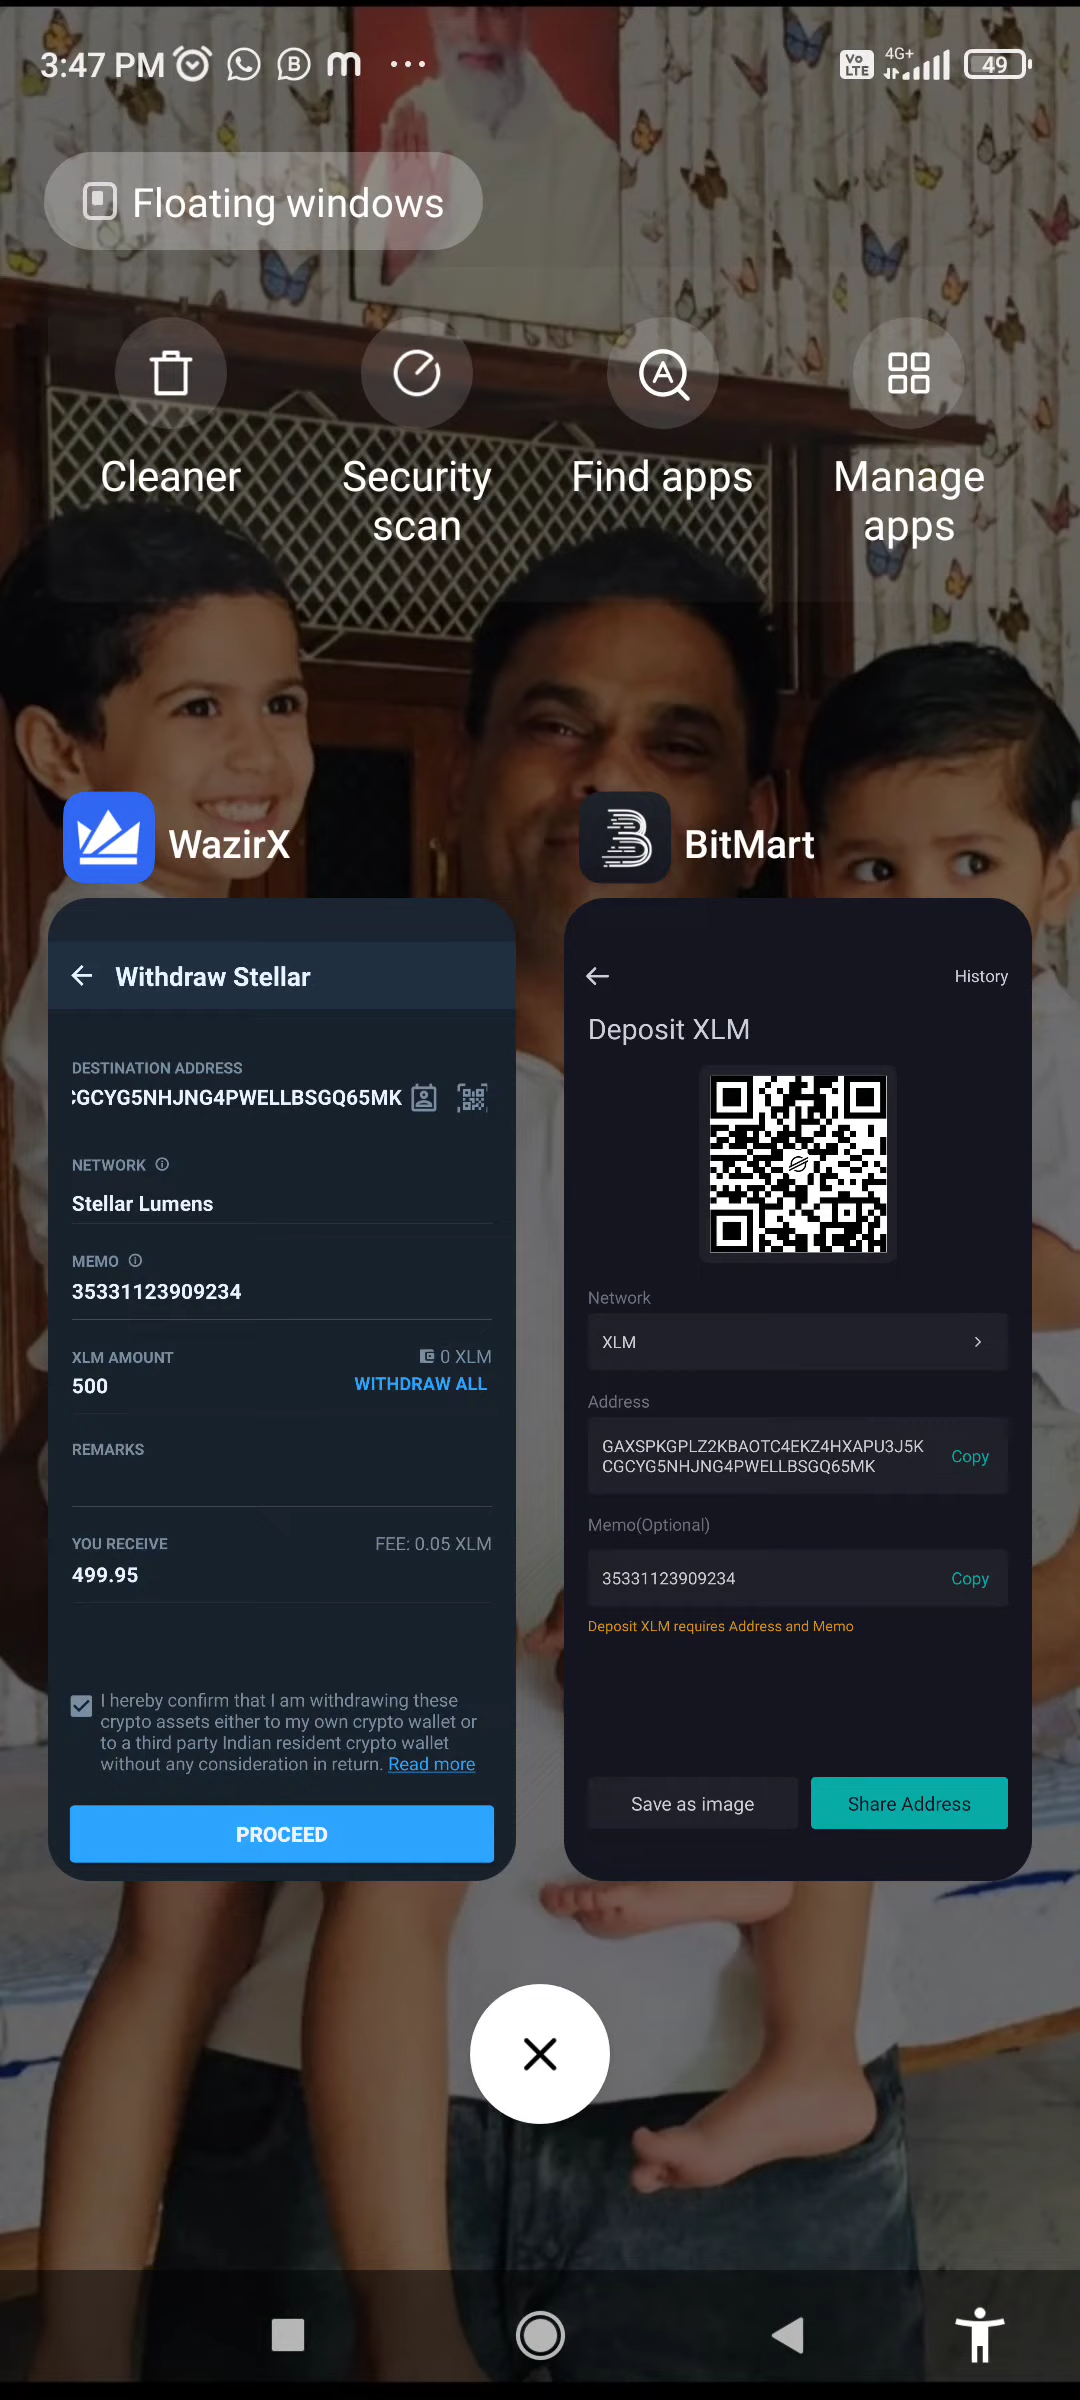 3:47 PM
Vo LTE 4G+ 49
Floating windows
Cleaner
Security scan
Find apps
Manage apps
WazirX
Withdraw Stellar
DESTINATION ADDRESS
CGCYG5NHJNG4PWELLBSGQ65MK
NETWORK
Stellar Lumens
MEMO
35331123909234
XLM AMOUNT
0 XLM
500
WITHDRAW ALL
REMARKS
YOU RECEIVE
FEE: 0.05 XLM
499.95
I hereby confirm that I am withdrawing these
crypto assets either to my own crypto wallet or
to a third party Indian resident crypto wallet
without any consideration in return. Read more
PROCEED
BitMart
History
Deposit XLM
Network
XLM
Address
GAXSPKGPLZ2KBAOTC4EKZ4HXAPU3J5K
CGCYG5NHJNG4PWELLBSGQ65MK
Copy
Memo(Optional)
35331123909234
Copy
Deposit XLM requires Address and Memo
Save as image
Share Address